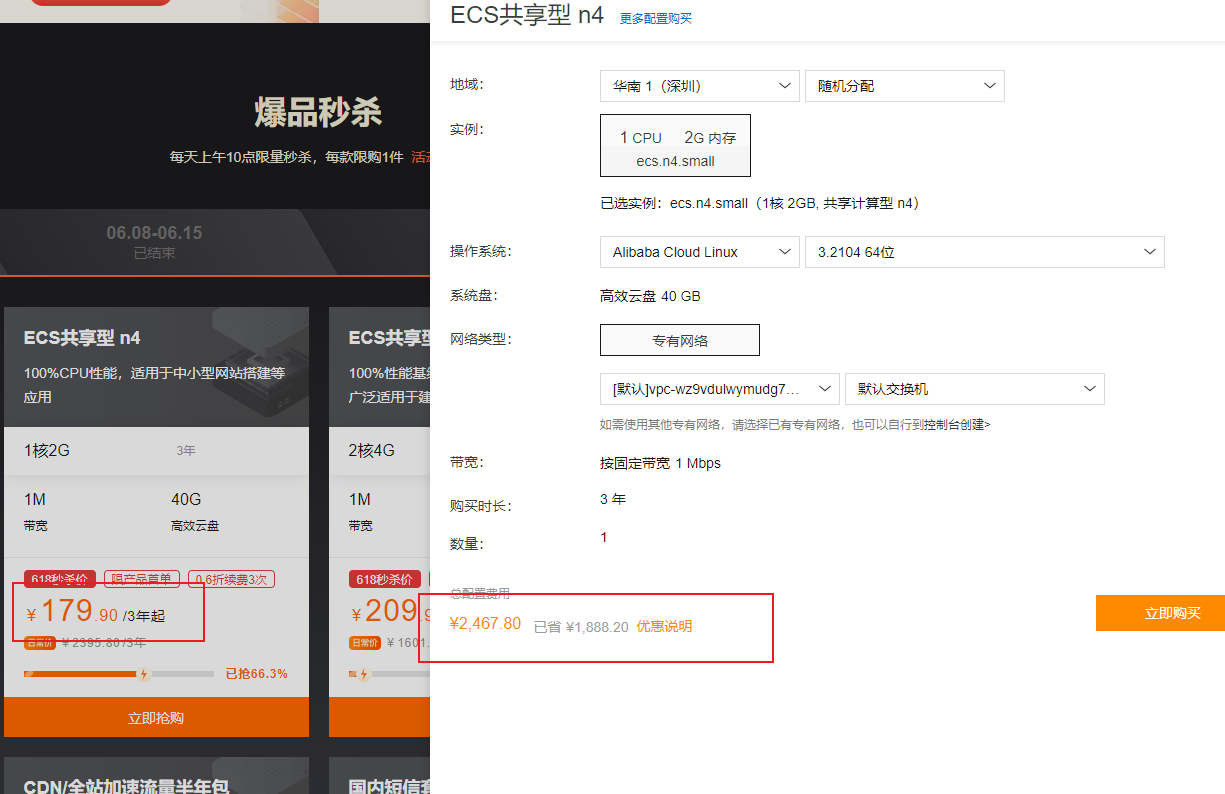 爆品秒杀
每天上午10点限量秒杀，每款限购1件 活动
06.08-06.15
已结束
ECS共享型 n4
100%CPU性能，适用于中小型网站搭建等
应用
1核2G 3年
1M 40G
带宽 高效云盘
618秒杀价 限产品首单 0.6折续费3次
¥179.90 /3年起
日常价 ¥2395.80/3年
已抢66.3%
立即抢购
CDN/全站加速流量半年包
ECS共享型
100%性能基
广泛适用于建
2核4G
1M
带宽
618秒杀价
¥209.9
日常价 ¥1601.
国内短信套
ECS共享型 n4 更多配置购买
地域： 华南 1（深圳） 随机分配
实例： 1 CPU 2G 内存
ecs.n4.small
已选实例：ecs.n4.small（1核 2GB, 共享计算型 n4）
操作系统： Alibaba Cloud Linux 3.2104 64位
系统盘： 高效云盘 40 GB
网络类型： 专有网络
[默认]vpc-wz9vdulwymudg7... 默认交换机
如需使用其他专有网络，请选择已有专有网络，也可以自行到控制台创建>
带宽： 按固定带宽 1 Mbps
购买时长： 3 年
数量： 1
总配置费用
¥2,467.80 已省 ¥1,888.20 优惠说明
立即购买